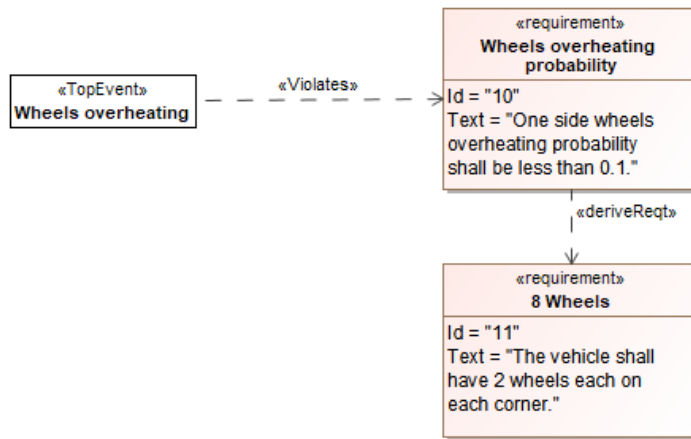 «requirement»
Wheels overheating
probability
«TopEvent»
Wheels overheating
«Violates»
Id = "10"
Text = "One side wheels
overheating probability
shall be less than 0.1."
«deriveReqt»
«requirement»
8 Wheels
Id = "11"
Text = "The vehicle shall
have 2 wheels each on
each corner."